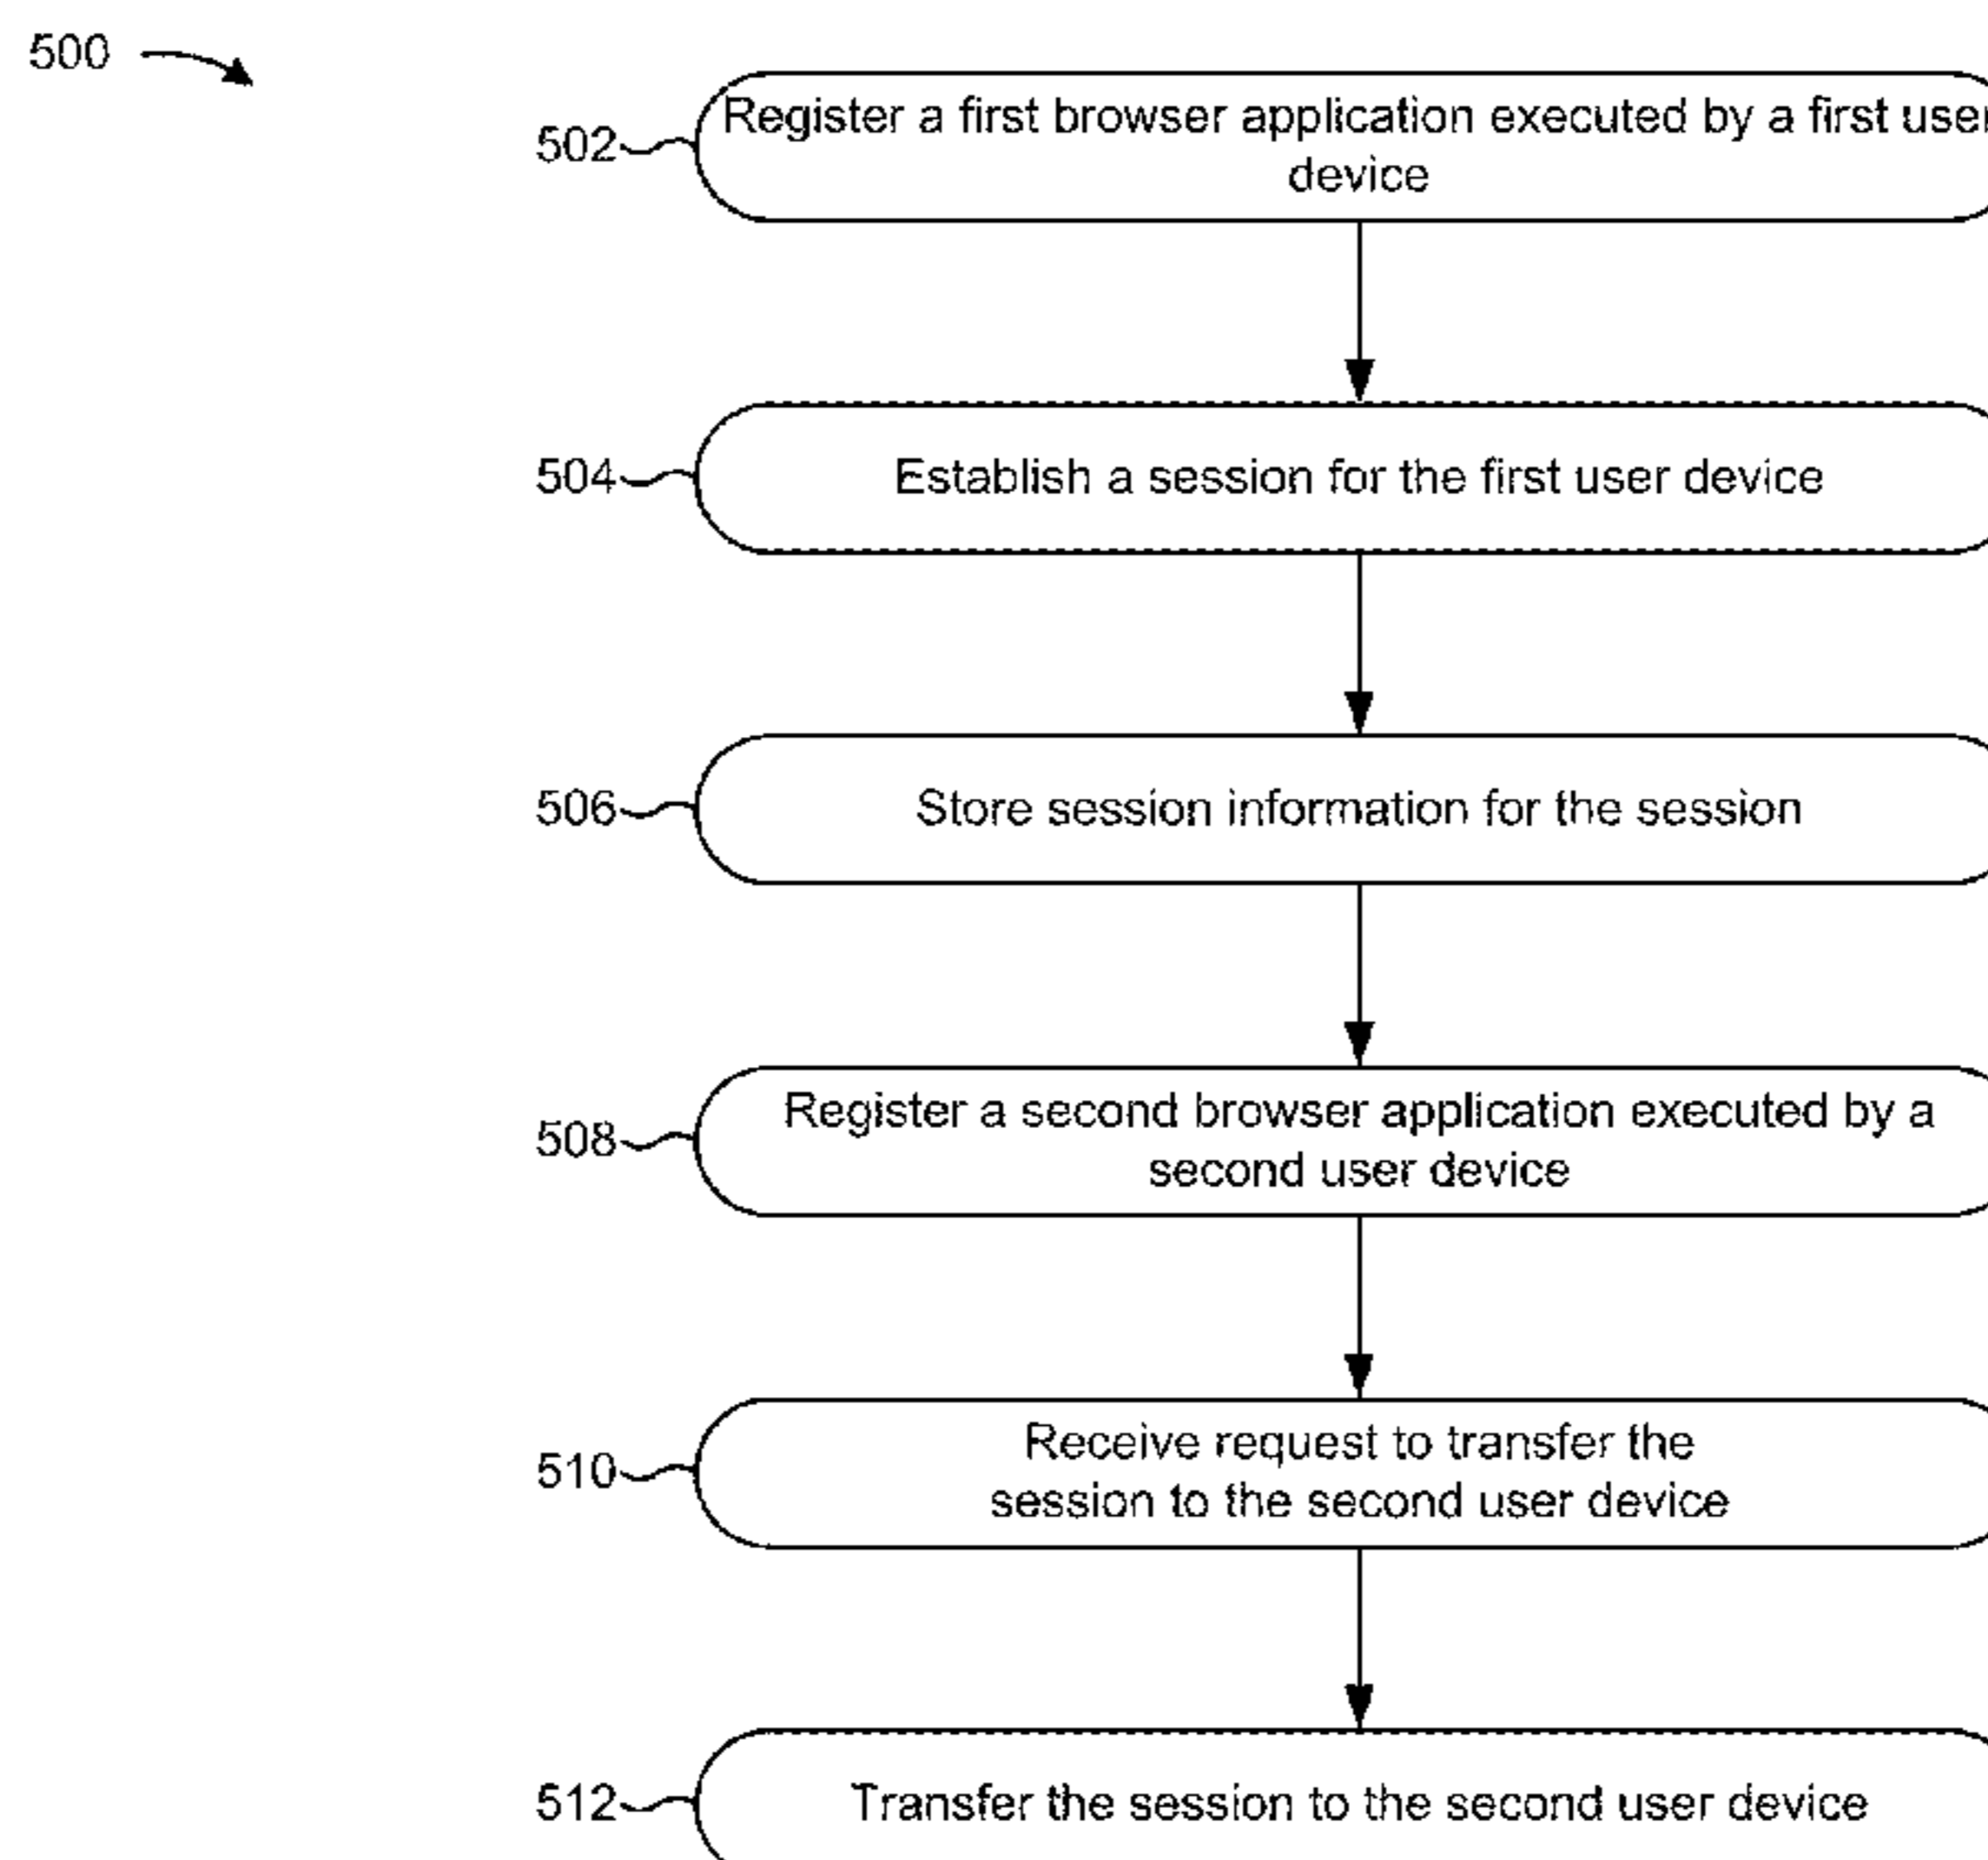 500
502
Register a first browser application executed by a first user
device
504
Establish a session for the first user device
506
Store session information for the session
508
Register a second browser application executed by a
second user device
510
Receive request to transfer the
session to the second user device
512
Transfer the session to the second user device